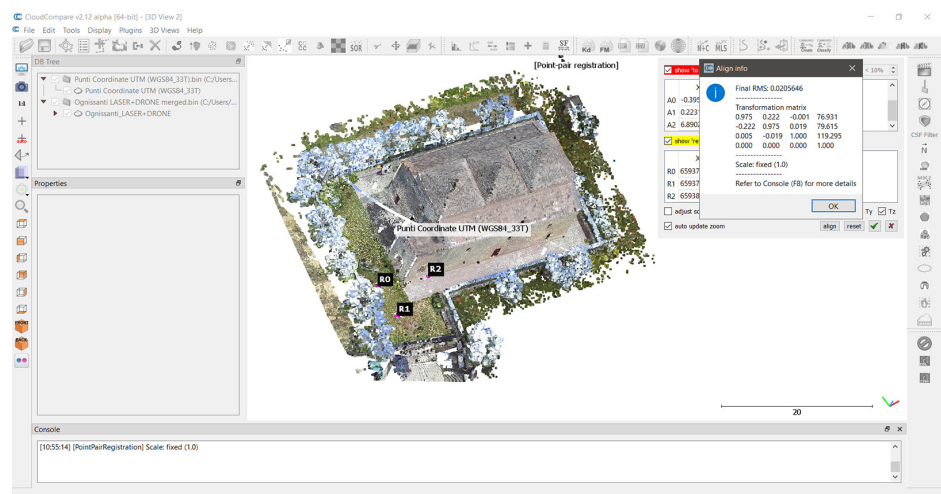 CloudCompare v2.12 alpha [64-bit] - [3D View 2]
File Edit Tools Display Plugins 3D Views Help
SOR
SF
Kd FM
N+C MLS
DB Tree
Punti Coordinate UTM (WGS84_33T).bin (C:/Users...
Punti Coordinate UTM (WGS84_33T)
Ognissanti LASER+DRONE merged.bin (C:/Users/...
Ognissanti_LASER+DRONE
1:1
Properties
FRONT
BACK
[Point-pair registration]
Punti Coordinate UTM (WGS84_33T)
R0
R1
R2
20
show 'to
< 10%
X
A0 -0.395
A1 0.223
A2 6.890
show 're
X
R0 65937
R1 65937
R2 65938
adjust sc
Ty
Tz
auto update zoom
align
reset
Align info
Final RMS: 0.0205646
----------------
Transformation matrix
0.975 0.222 -0.001 76.931
-0.222 0.975 0.019 79.615
0.005 -0.019 1.000 119.295
0.000 0.000 0.000 1.000
----------------
Scale: fixed (1.0)
----------------
Refer to Console (F8) for more details
OK
CSF Filter
N
Console
[10:55:14] [PointPairRegistration] Scale: fixed (1.0)